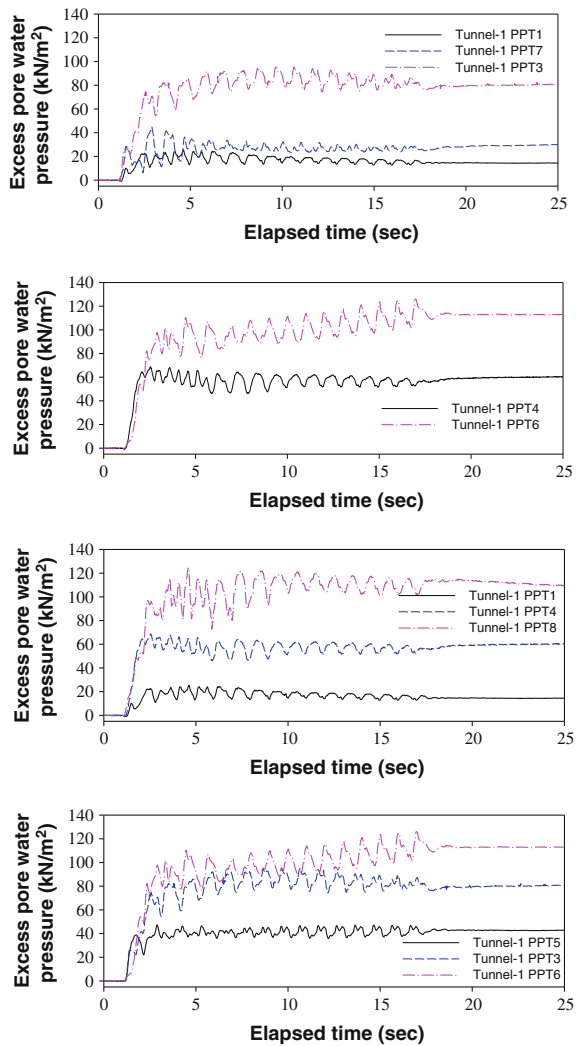 Excess pore water
pressure (kN/m²)
140
120
100
80
60
40
20
0
Tunnel-1 PPT1
Tunnel-1 PPT7
Tunnel-1 PPT3
0 5 10 15 20 25
Elapsed time (sec)
Excess pore water
pressure (kN/m²)
140
120
100
80
60
40
20
0
Tunnel-1 PPT4
Tunnel-1 PPT6
0 5 10 15 20 25
Elapsed time (sec)
Excess pore water
pressure (kN/m²)
140
120
100
80
60
40
20
0
Tunnel-1 PPT1
Tunnel-1 PPT4
Tunnel-1 PPT8
0 5 10 15 20 25
Elapsed time (sec)
Excess pore water
pressure (kN/m²)
140
120
100
80
60
40
20
0
Tunnel-1 PPT5
Tunnel-1 PPT3
Tunnel-1 PPT6
0 5 10 15 20 25
Elapsed time (sec)